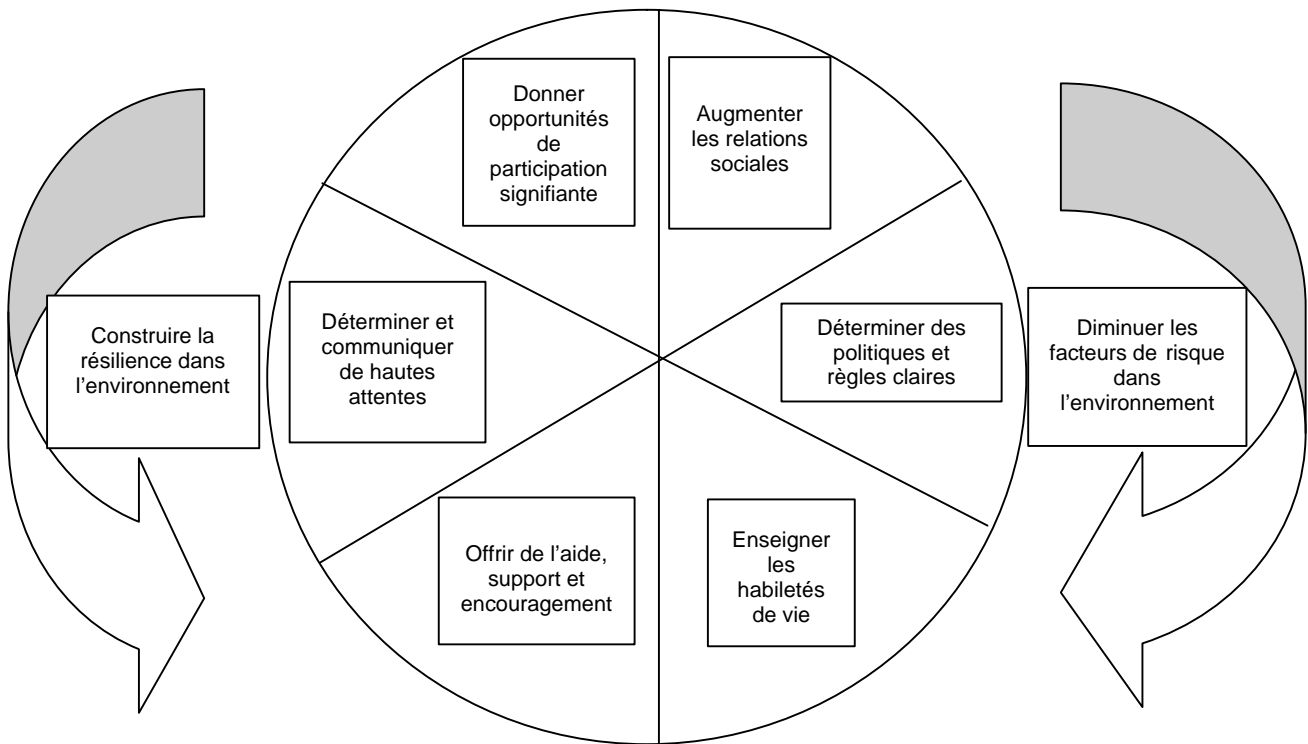 Donner
opportunités
de
participation
signifiante
Augmenter
les relations
sociales
Construire la
résilience dans
l’environnement
Déterminer et
communiquer
de hautes
attentes
Déterminer des
politiques et
règles claires
Diminuer les
facteurs de risque
dans
l’environnement
Offrir de l’aide,
support et
encouragement
Enseigner
les
habiletés
de vie